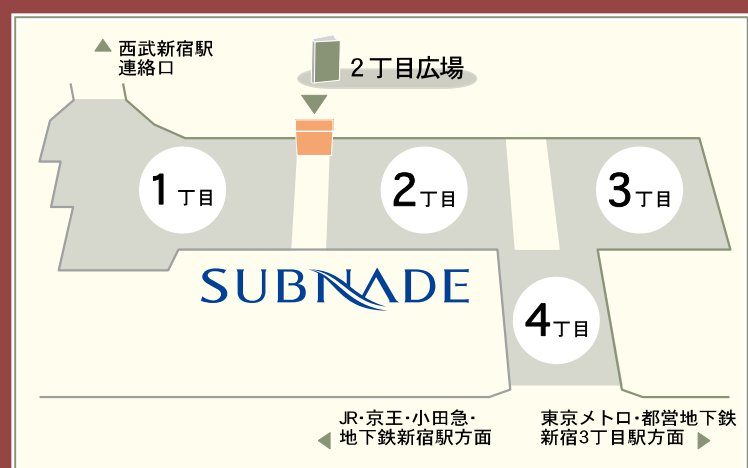 西武新宿駅
連絡口
2丁目広場
1丁目
2丁目
3丁目
SUBNADE
4丁目
JR・京王・小田急・
地下鉄新宿駅方面
東京メトロ・都営地下鉄
新宿3丁目駅方面